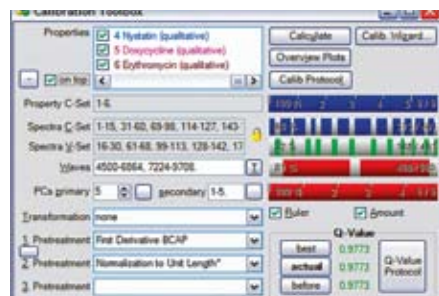 Calibration Toolbox
Properties
4 Nystatin (qualitative)
5 Doxycycline (qualitative)
6 Erythromycin (qualitative)
Calculate
Calib. Wizard...
Overview Plots
Calib Protocol
- on top
Property C-Set 1-6.
Spectra C-Set 1-15, 31-60, 69-98, 114-127, 143-
Spectra V-Set 16-30, 61-68, 99-113, 128-142, 17
Waves 4500-6864, 7224-9708.
PCs primary 5 secondary 1-5.
Ruler Amount
Transformation none
1. Pretreatment First Derivative BCAP
2. Pretreatment Normalization to Unit Length*
3. Pretreatment
Q-Value
best 0.9773
actual 0.9773
before 0.9773
Q-Value
Protocol